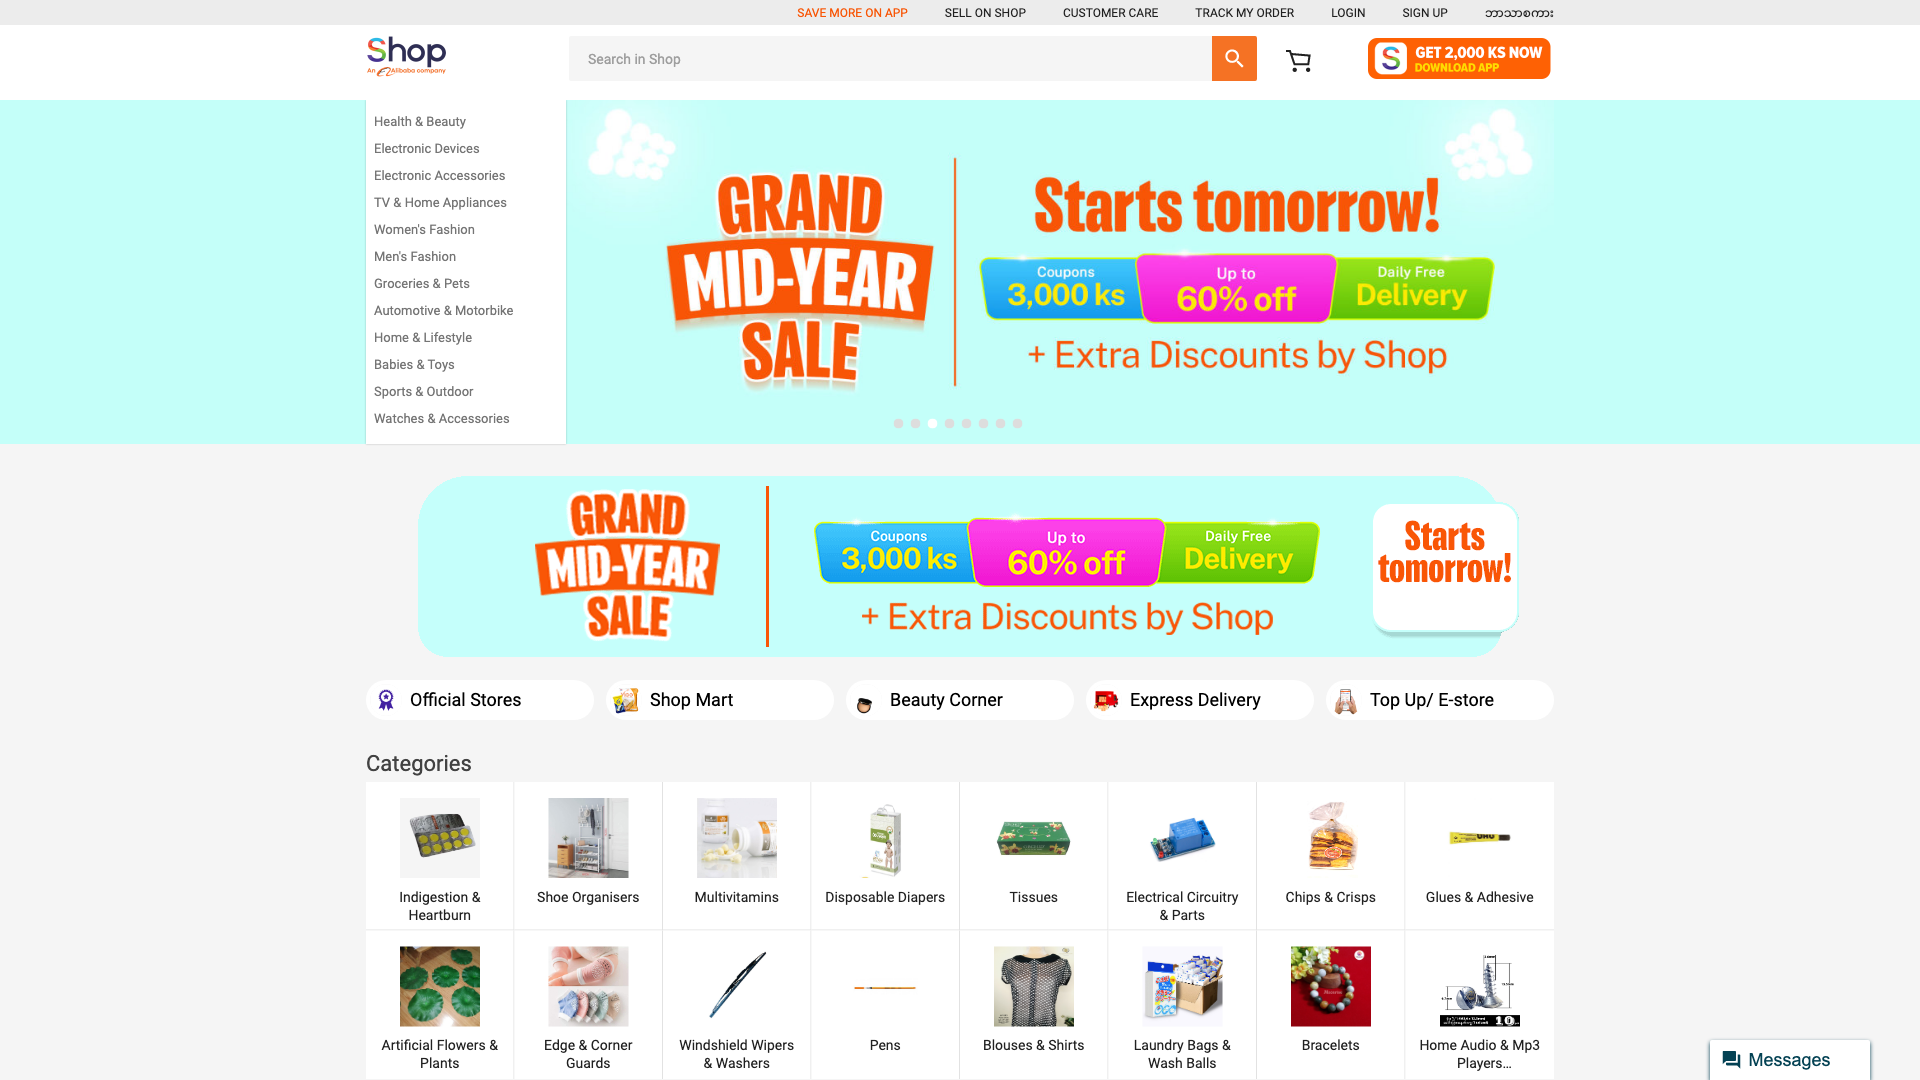 SAVE MORE ON APP
SELL ON SHOP
CUSTOMER CARE
TRACK MY ORDER
LOGIN
SIGN UP
ဘာသာစကား
Shop
An Alibaba company
Search in Shop
GET 2,000 KS NOW
DOWNLOAD APP
Health & Beauty
Electronic Devices
Electronic Accessories
TV & Home Appliances
Women's Fashion
Men's Fashion
Groceries & Pets
Automotive & Motorbike
Home & Lifestyle
Babies & Toys
Sports & Outdoor
Watches & Accessories
GRAND
MID-YEAR
SALE
Starts tomorrow!
Coupons
3,000 ks
Up to
60% off
Daily Free
Delivery
+ Extra Discounts by Shop
GRAND
MID-YEAR
SALE
Coupons
3,000 ks
Up to
60% off
Daily Free
Delivery
+ Extra Discounts by Shop
Starts
tomorrow!
Official Stores
Shop Mart
Beauty Corner
Express Delivery
Top Up/ E-store
Categories
Indigestion &
Heartburn
Shoe Organisers
Multivitamins
Disposable Diapers
Tissues
Electrical Circuitry
& Parts
Chips & Crisps
UHU
Glues & Adhesive
Artificial Flowers &
Plants
Edge & Corner
Guards
Windshield Wipers
& Washers
Pens
Blouses & Shirts
Laundry Bags &
Wash Balls
Bracelets
Home Audio & Mp3
Players...
Messages